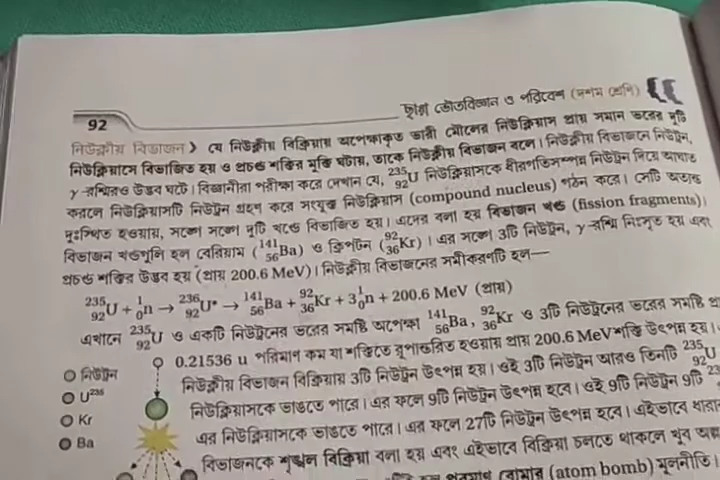 92
ছায়া ভৌতবিজ্ঞান ও পরিবেশ (দশম শ্রেণি)
নিউক্লীয় বিভাজন > যে নিউক্লীয় বিক্রিয়ায় অপেক্ষাকৃত ভারী মৌলের নিউক্লিয়াস প্রায় সমান ভরের দুটি
নিউক্লিয়াসে বিভাজিত হয় ও প্রচণ্ড শক্তির মুক্তি ঘটায়, তাকে নিউক্লীয় বিভাজন বলে। নিউক্লীয় বিভাজনে নিউট্রন,
γ-রশ্মিরও উদ্ভব ঘটে। বিজ্ঞানীরা পরীক্ষা করে দেখান যে, ²³⁵₉₂U নিউক্লিয়াসকে ধীরগতিসম্পন্ন নিউট্রন দিয়ে আঘাত
করলে নিউক্লিয়াসটি নিউট্রন গ্রহণ করে সংযুক্ত নিউক্লিয়াস (compound nucleus) গঠন করে। সেটি অত্যন্ত
দুঃস্থিত হওয়ায়, সঙ্গে সঙ্গে দুটি খণ্ডে বিভাজিত হয়। এদের বলা হয় বিভাজন খণ্ড (fission fragments)।
বিভাজন খণ্ডগুলি হল বেরিয়াম (¹⁴¹₅₆Ba) ও ক্রিপটন (⁹²₃₆Kr)। এর সঙ্গে 3টি নিউট্রন, γ-রশ্মি নিঃসৃত হয় এবং
প্রচণ্ড শক্তির উদ্ভব হয় (প্রায় 200.6 MeV)। নিউক্লীয় বিভাজনের সমীকরণটি হল—
²³⁵₉₂U + ¹₀n → ²³⁶₉₂U* → ¹⁴¹₅₆Ba + ⁹²₃₆Kr + 3¹₀n + 200.6 MeV (প্রায়)
এখানে ²³⁵₉₂U ও একটি নিউট্রনের ভরের সমষ্টি অপেক্ষা ¹⁴¹₅₆Ba, ⁹²₃₆Kr ও 3টি নিউট্রনের ভরের সমষ্টি
0.21536 u পরিমাণ কম যা শক্তিতে রূপান্তরিত হওয়ায় প্রায় 200.6 MeV শক্তি উৎপন্ন হয়।
নিউক্লীয় বিভাজন বিক্রিয়ায় 3টি নিউট্রন উৎপন্ন হয়। ওই 3টি নিউট্রন আরও তিনটি ²³⁵₉₂U
নিউক্লিয়াসকে ভাঙতে পারে। এর ফলে 9টি নিউট্রন উৎপন্ন হবে। ওই 9টি নিউট্রন 9টি
এর নিউক্লিয়াসকে ভাঙতে পারে। এর ফলে 27টি নিউট্রন উৎপন্ন হবে। এইভাবে
বিভাজনকে শৃঙ্খল বিক্রিয়া বলা হয় এবং এইভাবে বিক্রিয়া চলতে থাকলে খুব
(atom bomb) মূলনীতি।
নিউট্রন
U²³⁵
Kr
Ba